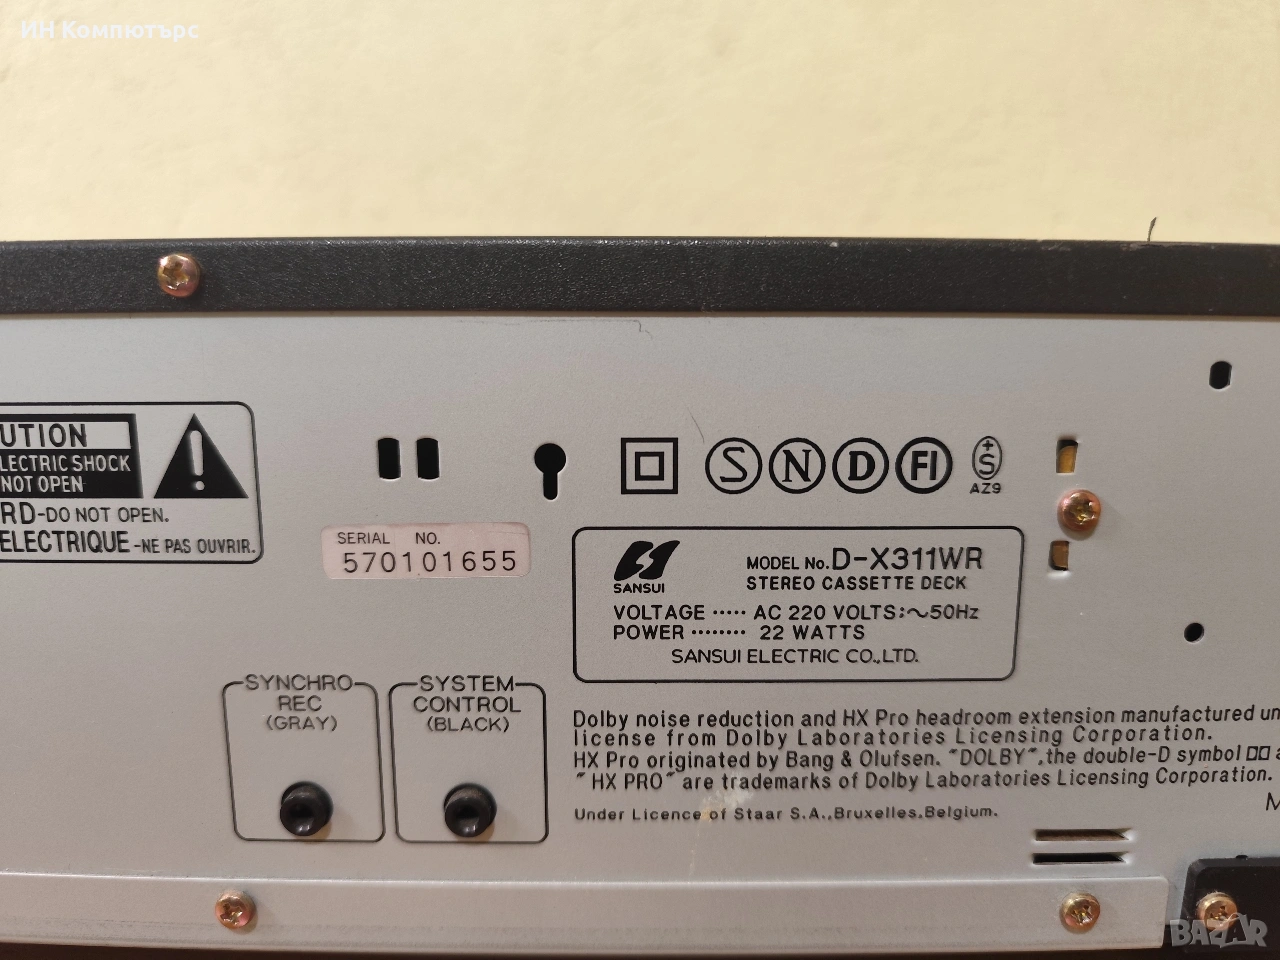 ИН Компютърс
UTION
LECTRIC SHOCK
NOT OPEN
RD-DO NOT OPEN.
ELECTRIQUE-NE PAS OUVRIR.
SERIAL NO.
570101655
S N D FI S
AZ9
SANSUI
MODEL No. D-X311WR
STEREO CASSETTE DECK
VOLTAGE ..... AC 220 VOLTS:~50Hz
POWER ........ 22 WATTS
SANSUI ELECTRIC CO.,LTD.
SYNCHRO
REC
(GRAY)
SYSTEM
CONTROL
(BLACK)
Dolby noise reduction and HX Pro headroom extension manufactured un
license from Dolby Laboratories Licensing Corporation.
HX Pro originated by Bang & Olufsen. "DOLBY", the double-D symbol a
"HX PRO" are trademarks of Dolby Laboratories Licensing Corporation.
Under Licence of Staar S.A.,Bruxelles,Belgium.
M
BAZAR